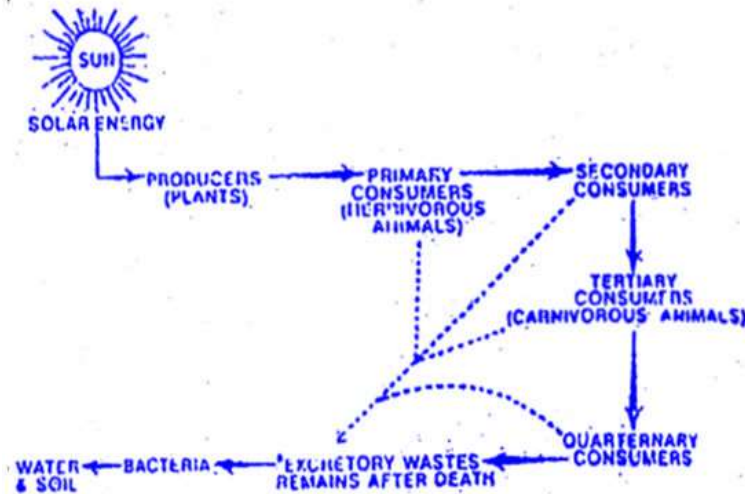 SUN
SOLAR ENERGY
PRODUCERS
(PLANTS)
PRIMARY
CONSUMERS
(HERNIVOROUS
ANIMALS)
SECONDARY
CONSUMERS
TERTIARY
CONSUMERS
(CARNIVOROUS ANIMALS)
QUARTERNARY
CONSUMERS
EXCRETORY WASTES
REMAINS AFTER DEATH
BACTERIA
WATER
& SOIL